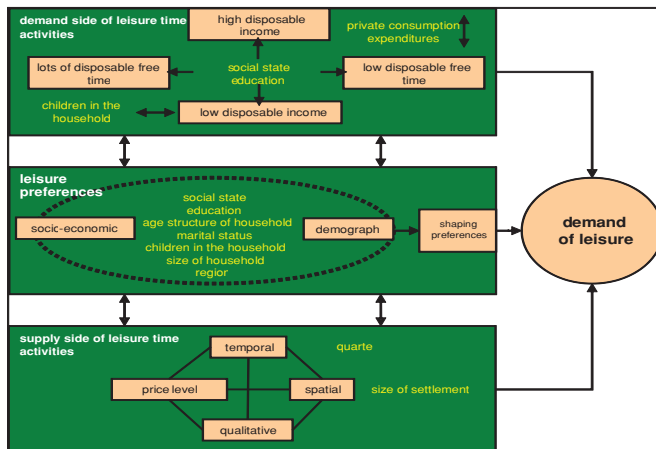 demand side of leisure time
activities
high disposable
income
private consumption
expenditures
lots of disposable free
time
social state
education
low disposable free
time
children in the
household
low disposable income
leisure
preferences
social state
education
age structure of household
marital status
children in the household
size of household
regior
socic-economic
demograph
shaping
preferences
demand
of leisure
supply side of leisure time
activities
temporal
quarte
price level
spatial
size of settlement
qualitative